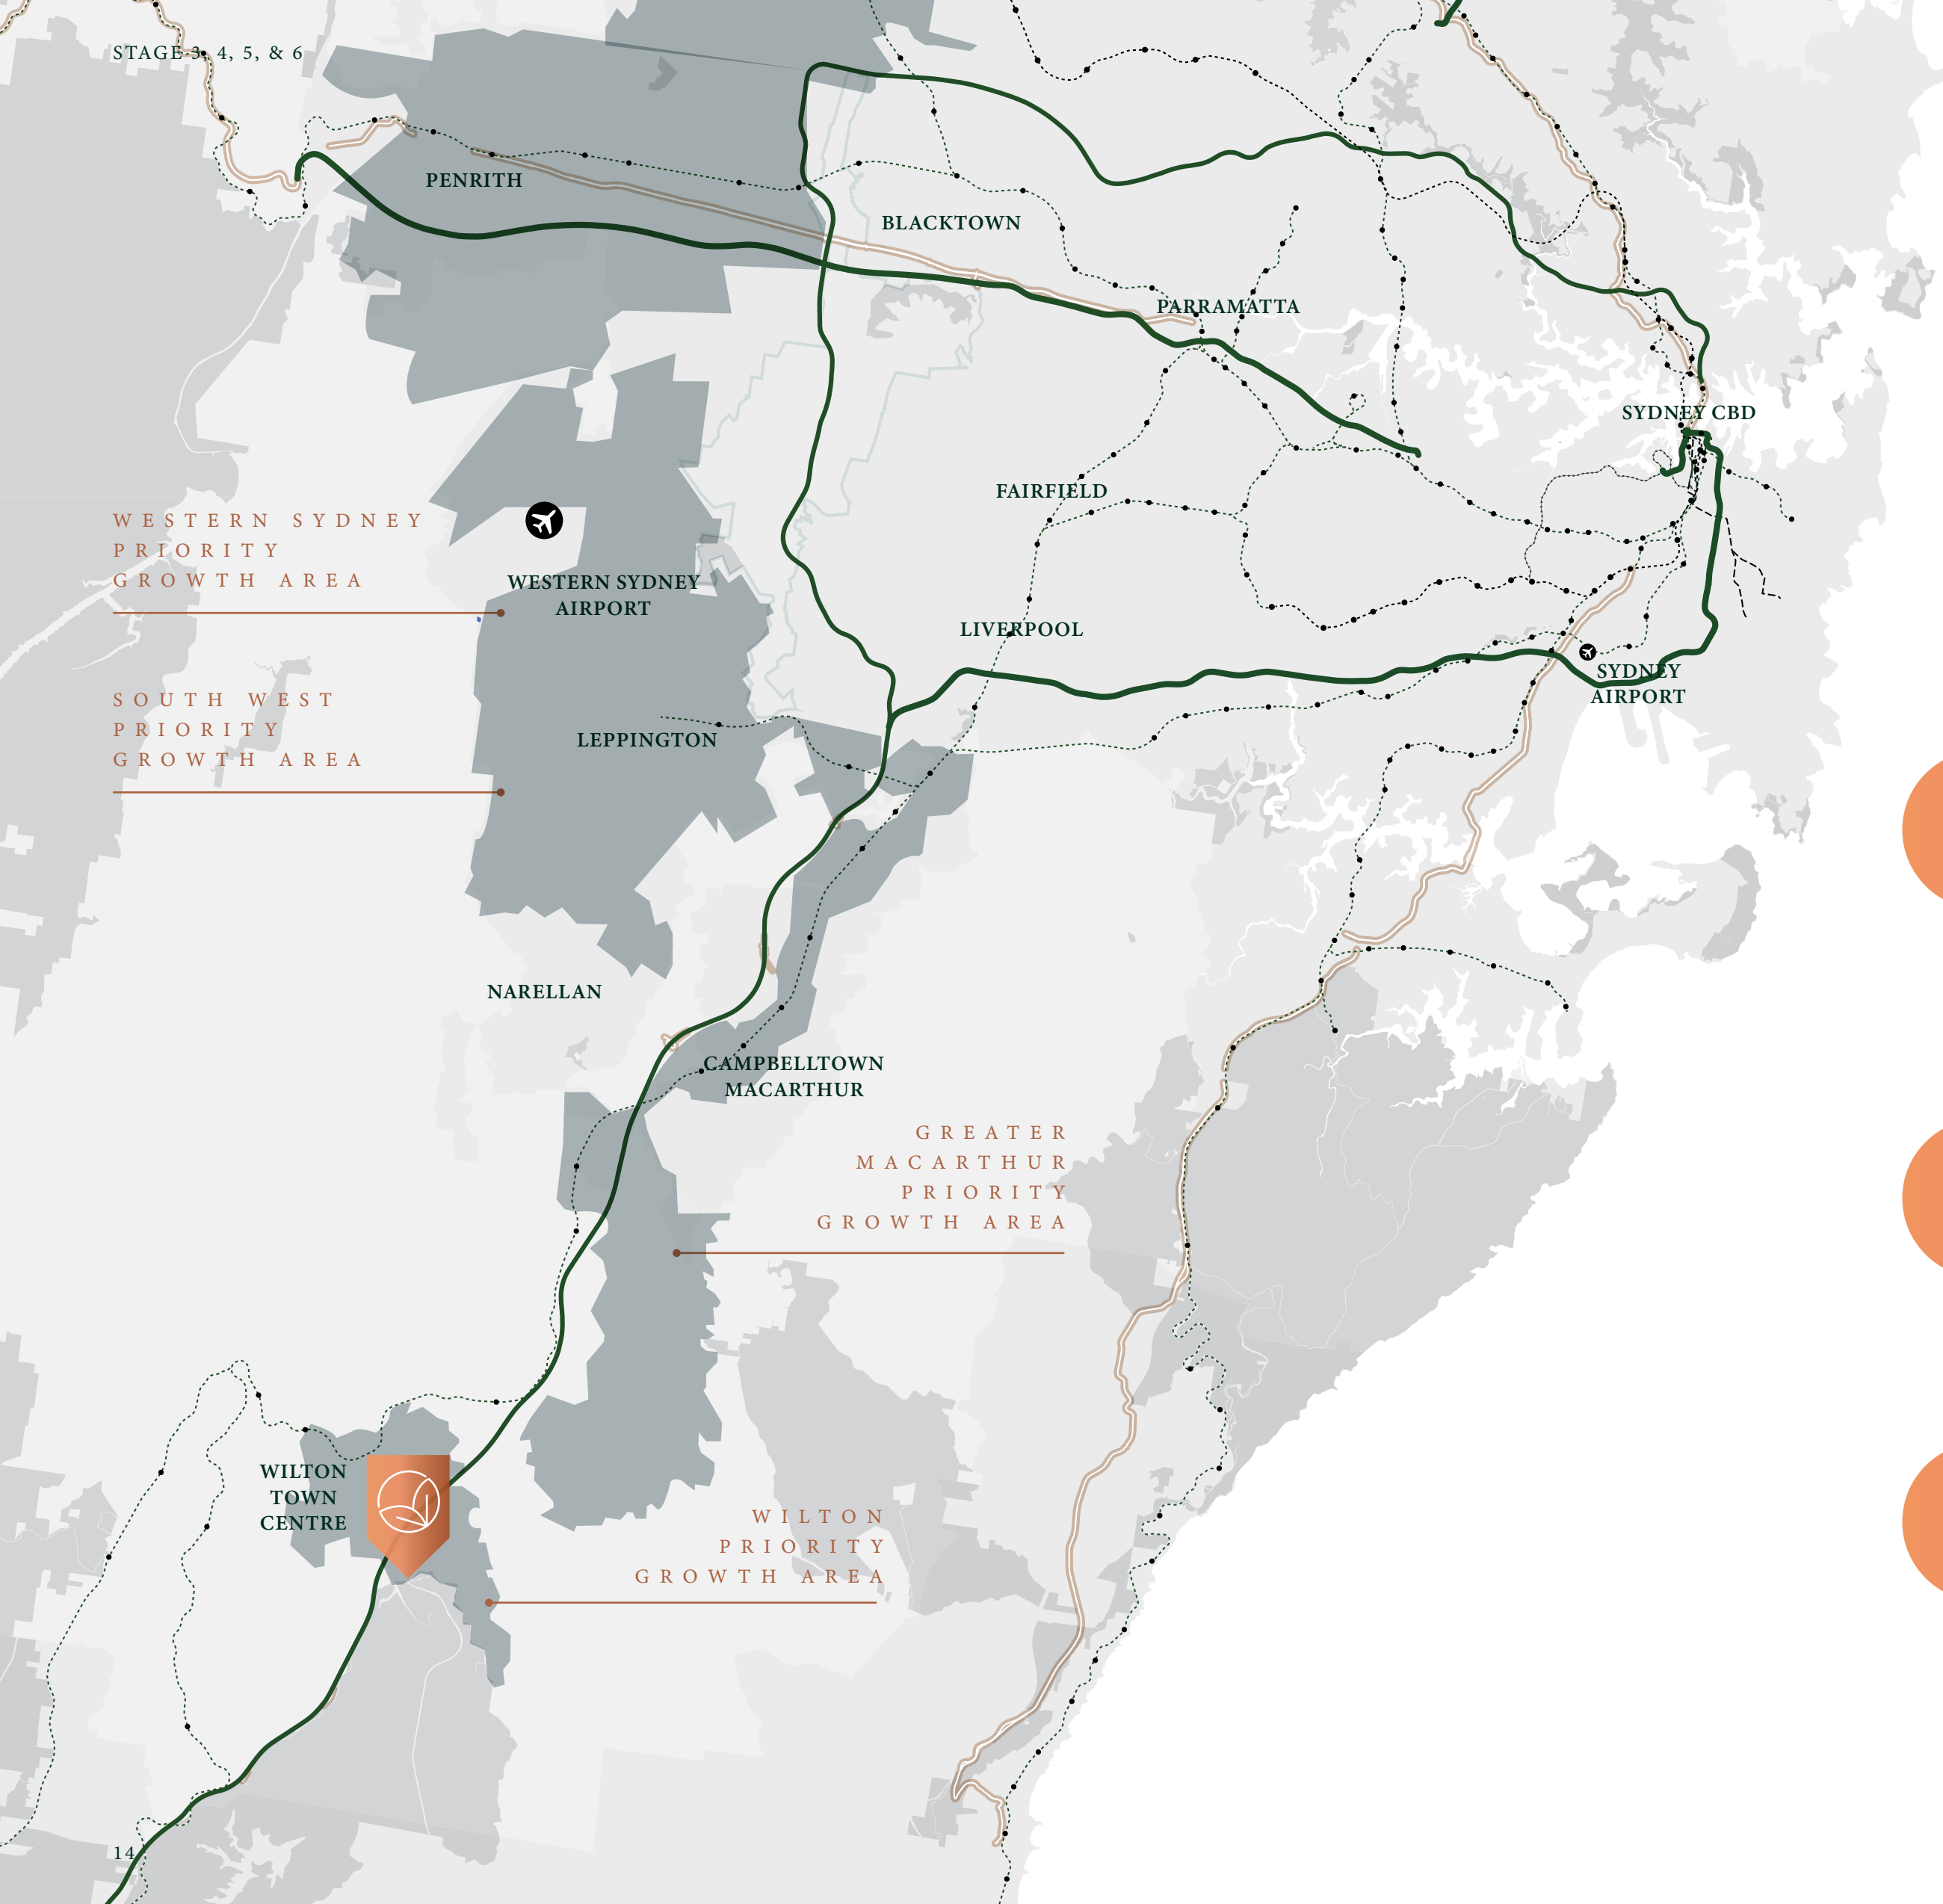 STAGE 3, 4, 5, & 6
PENRITH
BLACKTOWN
PARRAMATTA
SYDNEY CBD
FAIRFIELD
WESTERN SYDNEY
PRIORITY
GROWTH AREA
WESTERN SYDNEY
AIRPORT
LIVERPOOL
SYDNEY
AIRPORT
SOUTH WEST
PRIORITY
GROWTH AREA
LEPPINGTON
NARELLAN
CAMPBELLTOWN
MACARTHUR
GREATER
MACARTHUR
PRIORITY
GROWTH AREA
WILTON
TOWN
CENTRE
WILTON
PRIORITY
GROWTH AREA
14